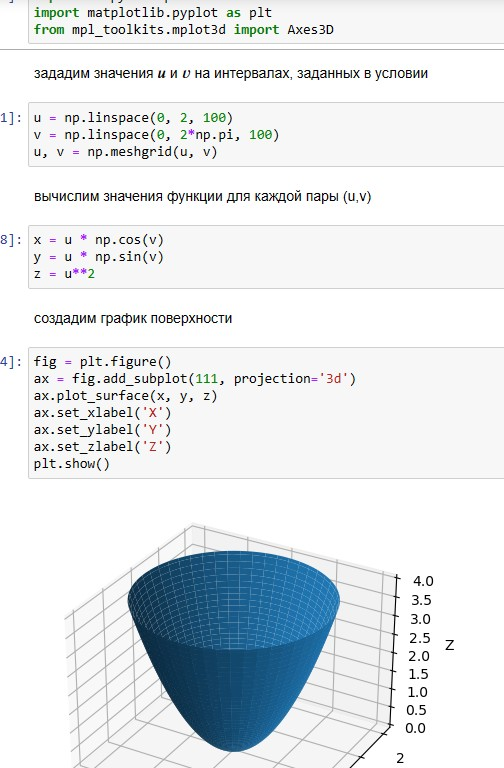 import matplotlib.pyplot as plt
from mpl_toolkits.mplot3d import Axes3D
зададим значения u и v на интервалах, заданных в условии
1]: u = np.linspace(0, 2, 100)
v = np.linspace(0, 2*np.pi, 100)
u, v = np.meshgrid(u, v)
вычислим значения функции для каждой пары (u,v)
8]: x = u * np.cos(v)
y = u * np.sin(v)
z = u**2
создадим график поверхности
4]: fig = plt.figure()
ax = fig.add_subplot(111, projection='3d')
ax.plot_surface(x, y, z)
ax.set_xlabel('X')
ax.set_ylabel('Y')
ax.set_zlabel('Z')
plt.show()
4.0
3.5
3.0
2.5
Z
2.0
1.5
1.0
0.5
0.0
2